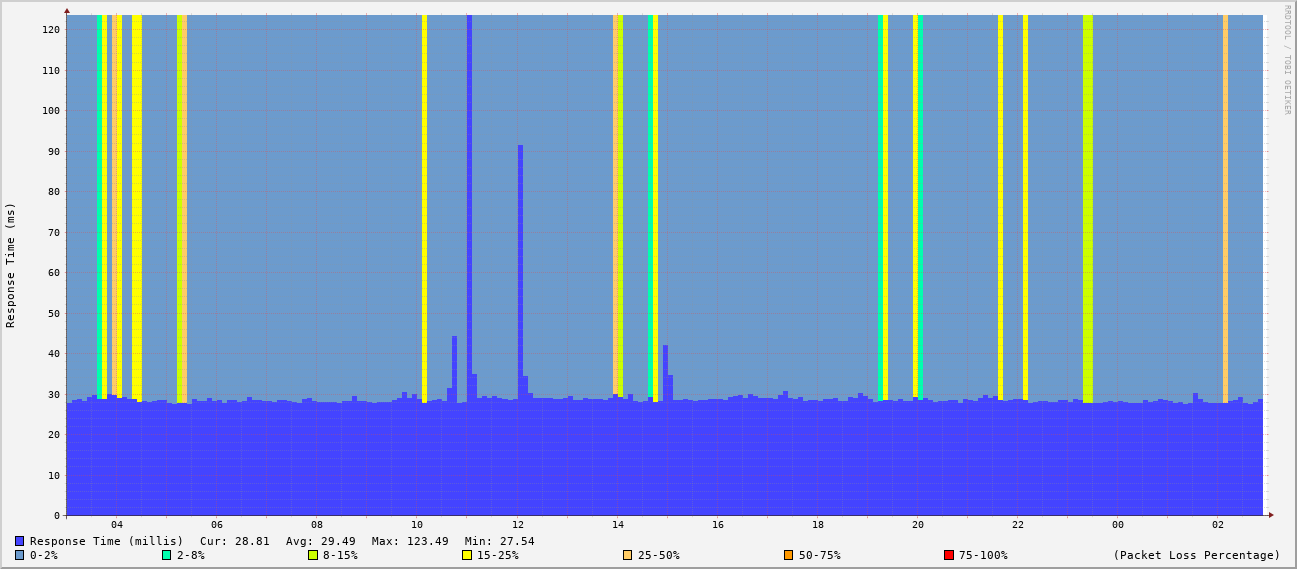 RRDTOOL / TOBI OETIKER
Response Time (ms)
120
110
100
90
80
70
60
50
40
30
20
10
0
04 06 08 10 12 14 16 18 20 22 00 02
Response Time (millis) Cur: 28.81 Avg: 29.49 Max: 123.49 Min: 27.54
0-2% 2-8% 8-15% 15-25% 25-50% 50-75% 75-100% (Packet Loss Percentage)